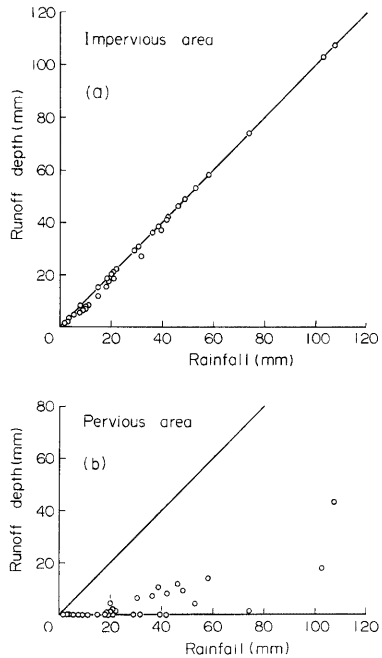 120
100
80
60
40
20
0
Impervious area
(a)
Runoff depth (mm)
20 40 60 80 100 120
Rainfall (mm)
80
60
40
20
0
Pervious area
(b)
Runoff depth (mm)
20 40 60 80 100 120
Rainfall (mm)